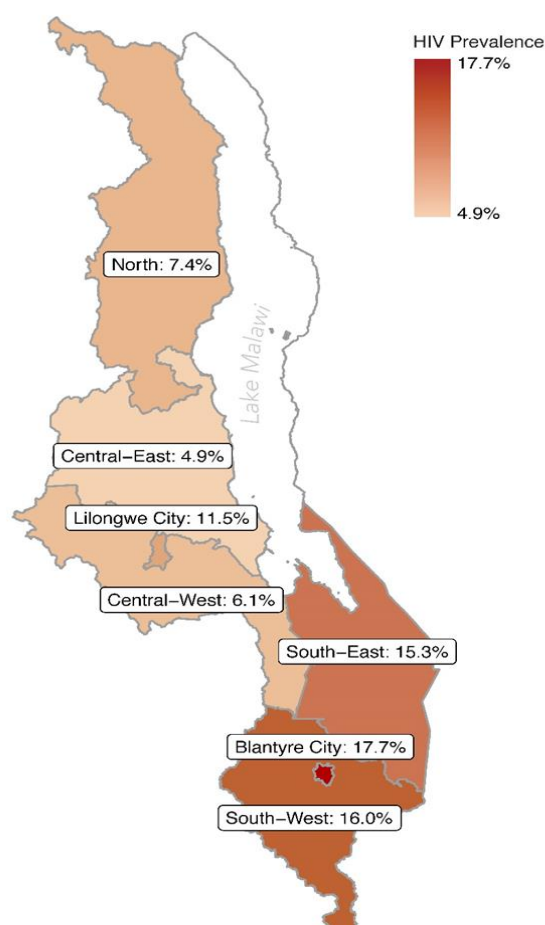 HIV Prevalence
17.7%
4.9%
North: 7.4%
Lake Malawi
Central-East: 4.9%
Lilongwe City: 11.5%
Central-West: 6.1%
South-East: 15.3%
Blantyre City: 17.7%
South-West: 16.0%